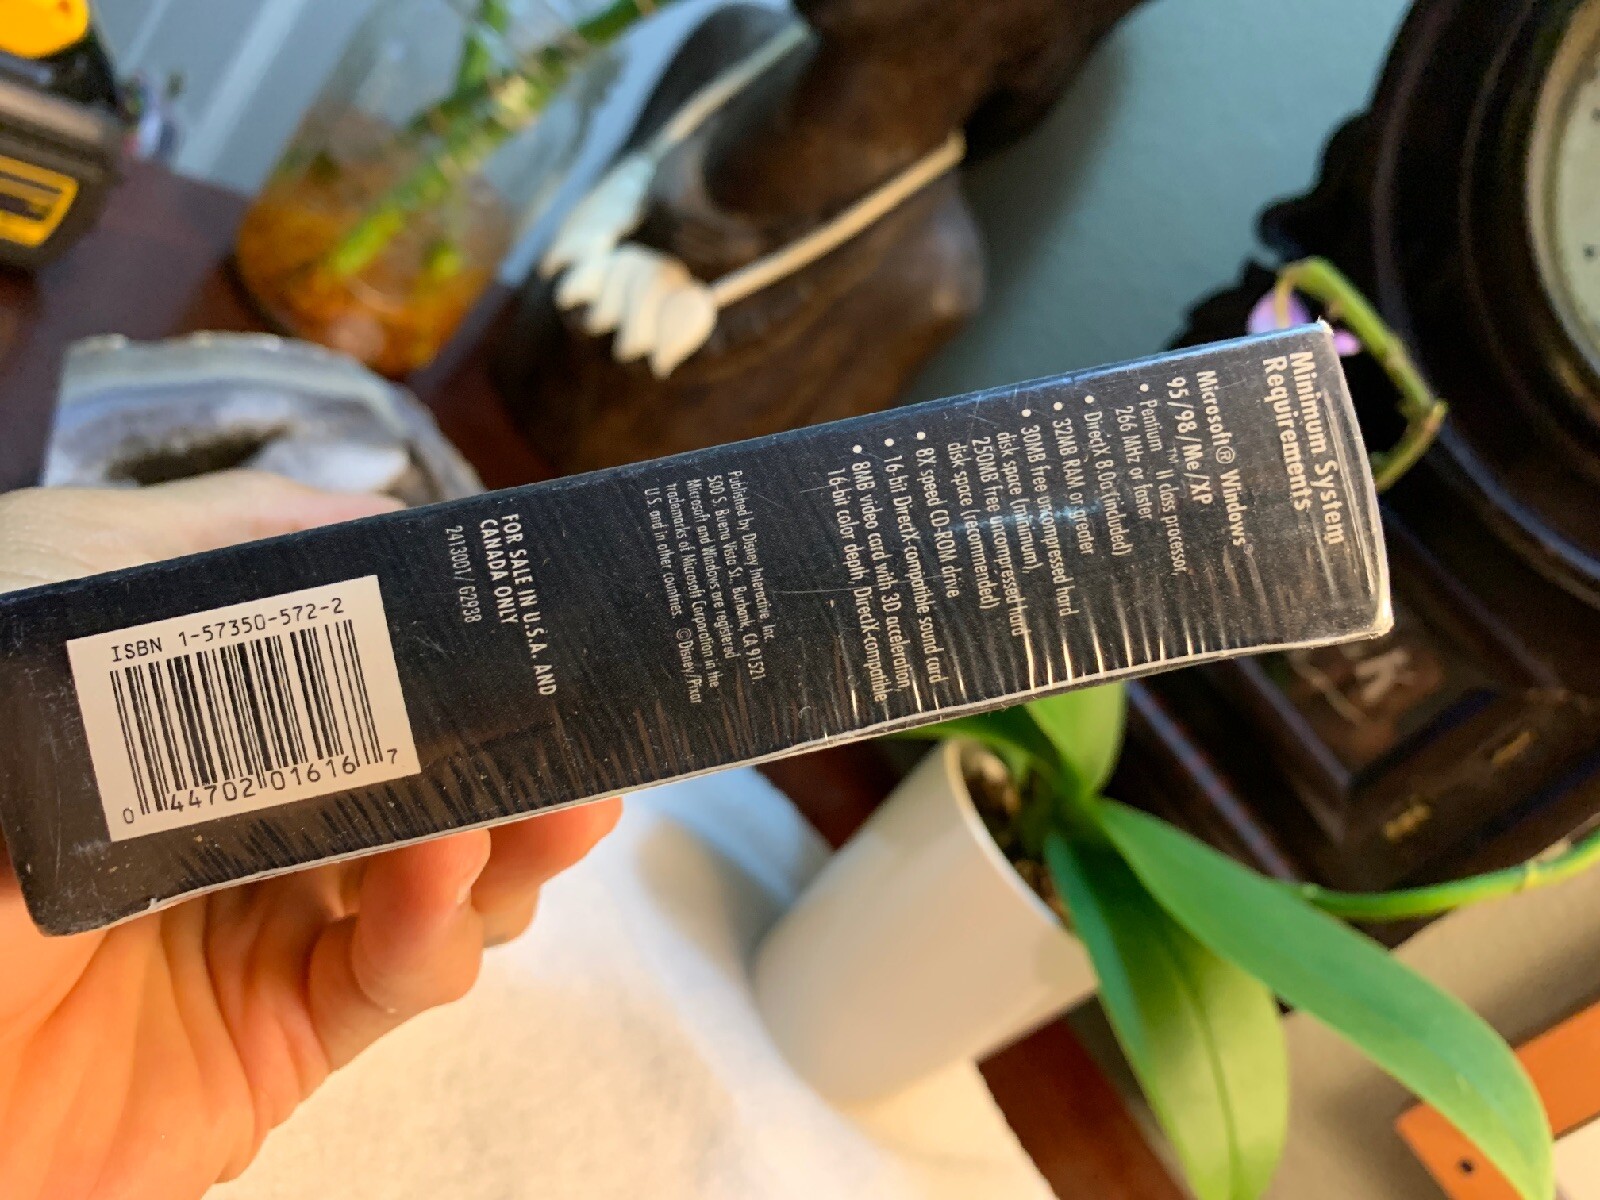 Minimum System
Requirements
Microsoft® Windows®
95/98/Me/XP
• Pentium™ II class processor,
266 MHz or faster
• DirectX 8.0a (included)
• 32MB RAM or greater
• 30MB free uncompressed hard
disk space (minimum),
250MB free uncompressed hard
disk space (recommended)
• 8X speed CD-ROM drive
• 16-bit DirectX-compatible sound card
• 8MB video card with 3D acceleration,
16-bit color depth, DirectX-compatible
Published by Disney Interactive, Inc.
500 S. Buena Vista St. Burbank, CA 91521
Microsoft and Windows are registered
trademarks of Microsoft Corporation in the
U.S. and in other countries. ©Disney/Pixar
FOR SALE IN U.S.A. AND
CANADA ONLY
2413001/62938
ISBN 1-57350-572-2
0 44702 01616 7